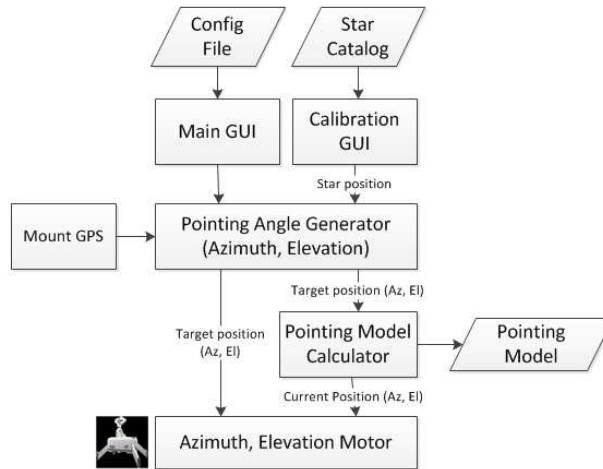 Config
File
Star
Catalog
Main GUI
Calibration
GUI
Star position
Mount GPS
Pointing Angle Generator
(Azimuth, Elevation)
Target position (Az, El)
Target position
(Az, El)
Pointing Model
Calculator
Pointing
Model
Current Position (Az, El)
Azimuth, Elevation Motor